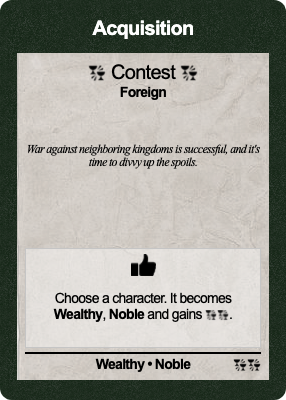 Acquisition
Contest
Foreign
War against neighboring kingdoms is successful, and it's
time to divvy up the spoils.
Choose a character. It becomes
Wealthy, Noble and gains .
Wealthy • Noble